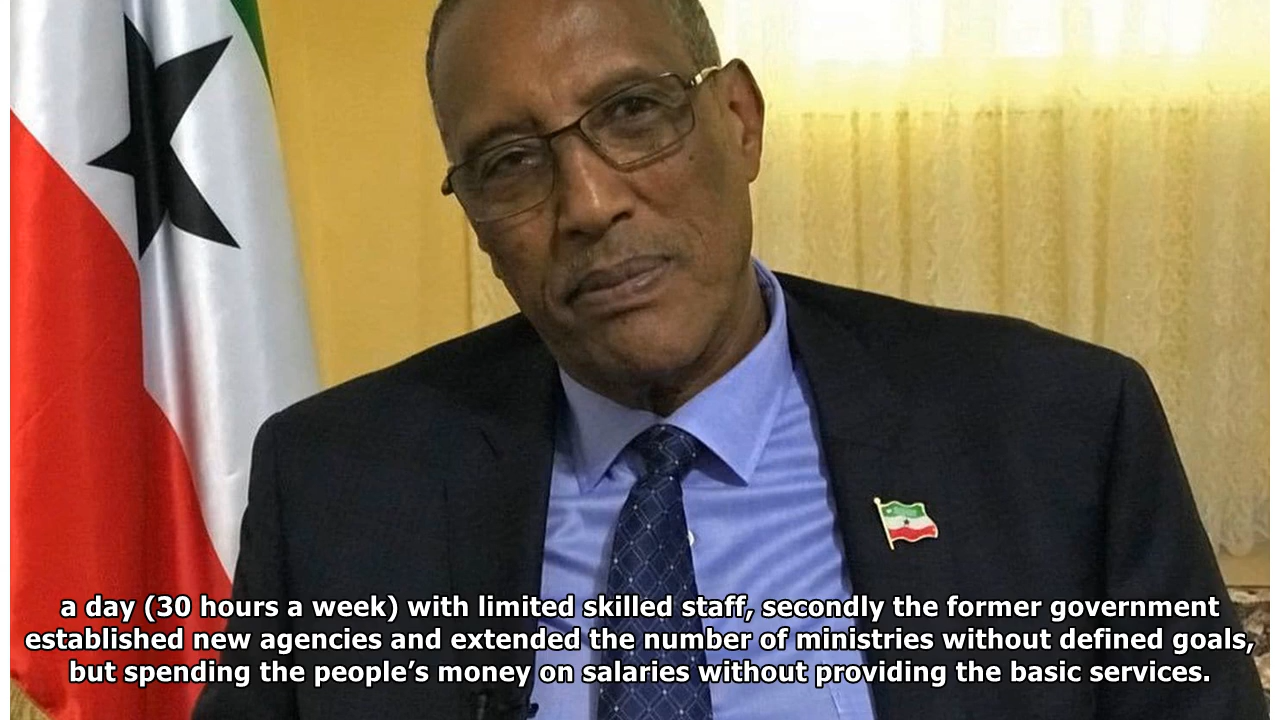 a day (30 hours a week) with limited skilled staff, secondly the former government
established new agencies and extended the number of ministries without defined goals,
but spending the people’s money on salaries without providing the basic services.